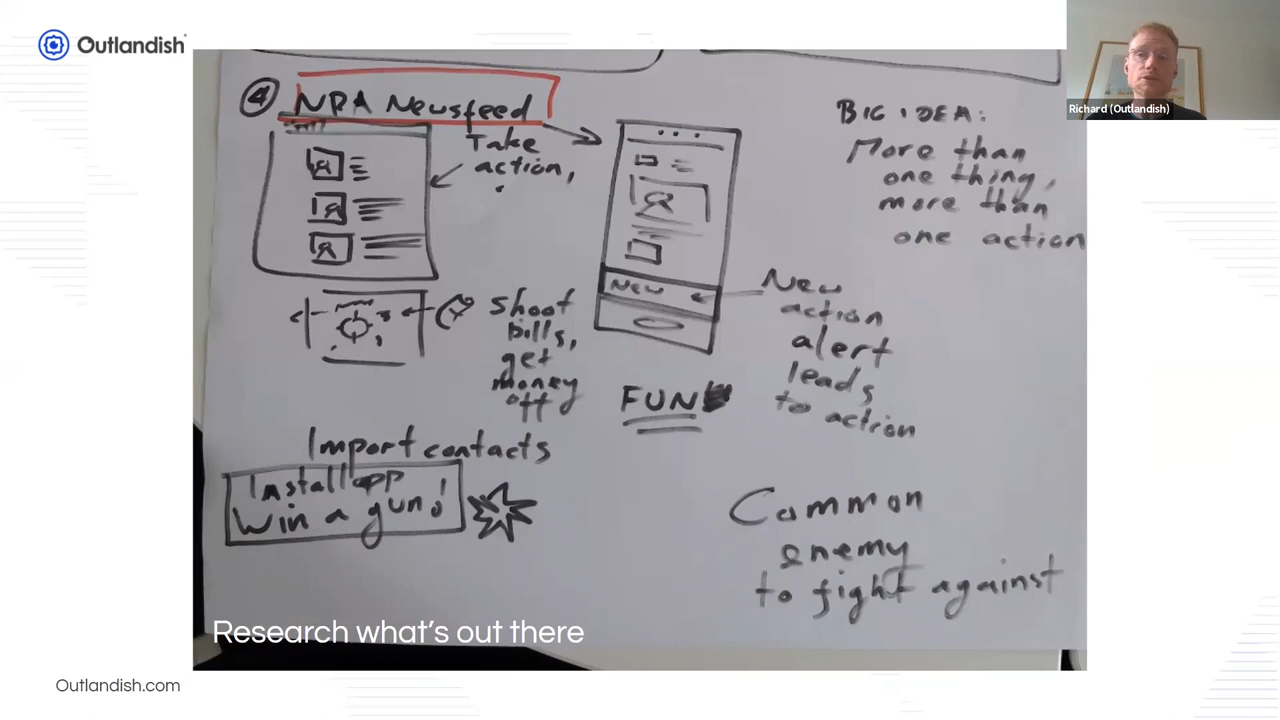 Outlandish
Richard (Outlandish)
4
NRA Newsfeed
Take
action,
BIG IDEA:
More than
one thing,
more than
one action
NEW
New
action
alert
leads
to action
Shoot
bills,
get
money
off
FUN
Import contacts
Install app
Win a gun!
Common
enemy
to fight against
Research what's out there
Outlandish.com